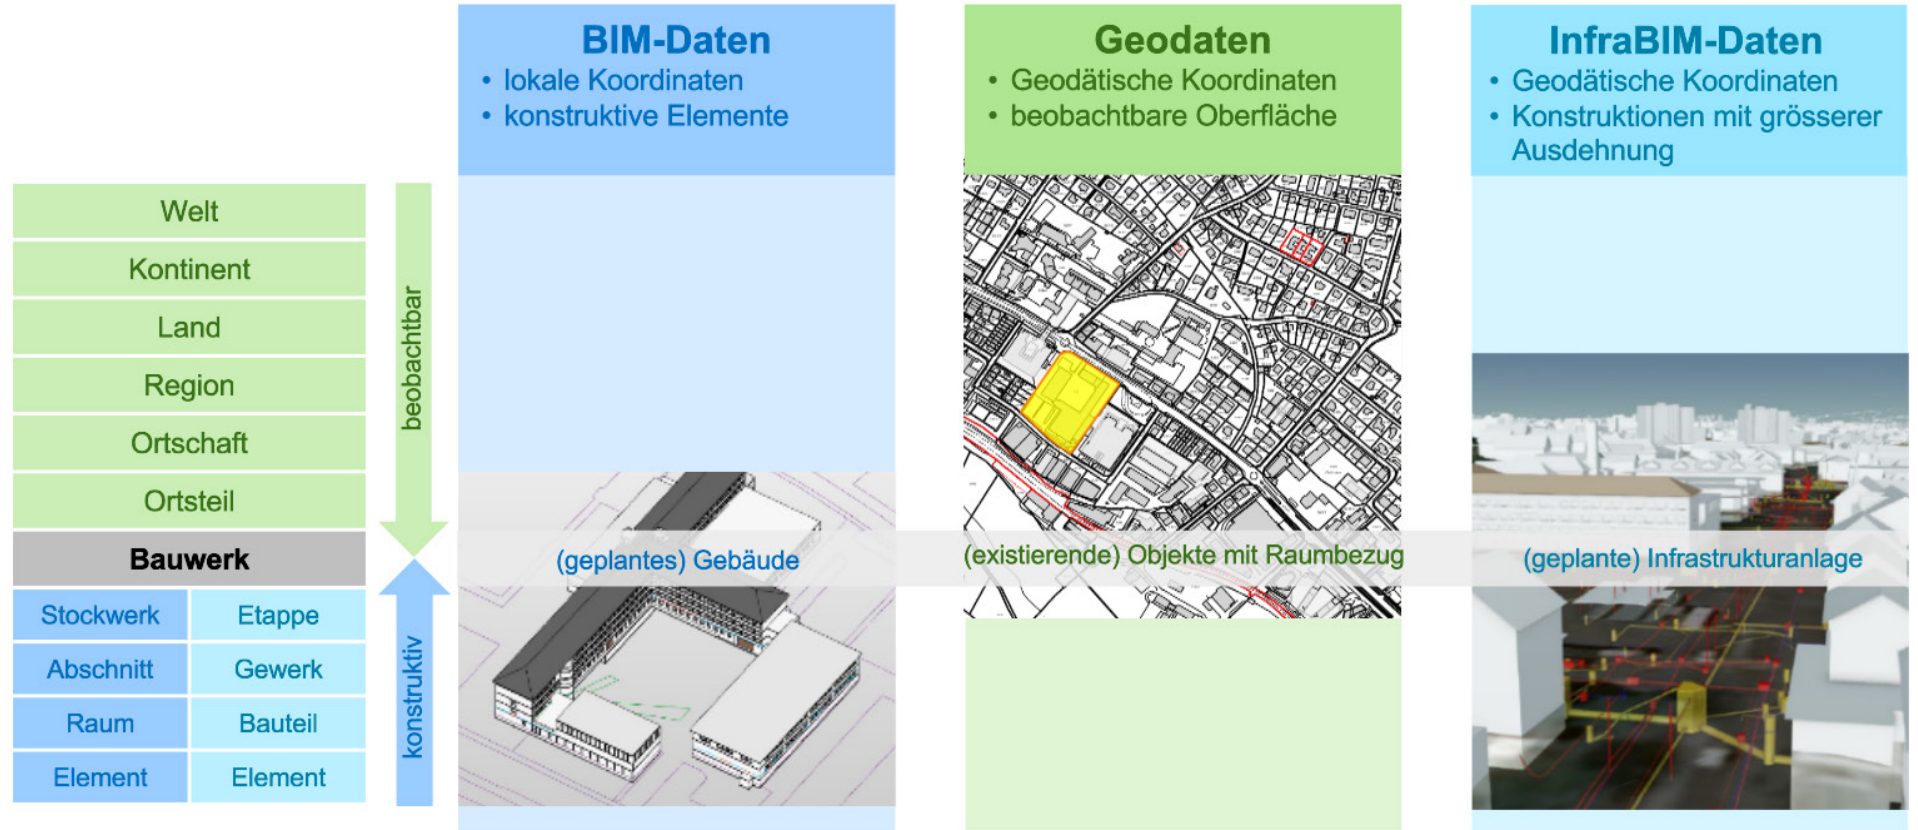 BIM-Daten
• lokale Koordinaten
• konstruktive Elemente
Geodaten
• Geodätische Koordinaten
• beobachtbare Oberfläche
InfraBIM-Daten
• Geodätische Koordinaten
• Konstruktionen mit grösserer
Ausdehnung
Welt
Kontinent
Land
Region
Ortschaft
Ortsteil
Bauwerk
Stockwerk
Etappe
Abschnitt
Gewerk
Raum
Bauteil
Element
Element
beobachtbar
konstruktiv
(geplantes) Gebäude
(existierende) Objekte mit Raumbezug
(geplante) Infrastrukturanlage